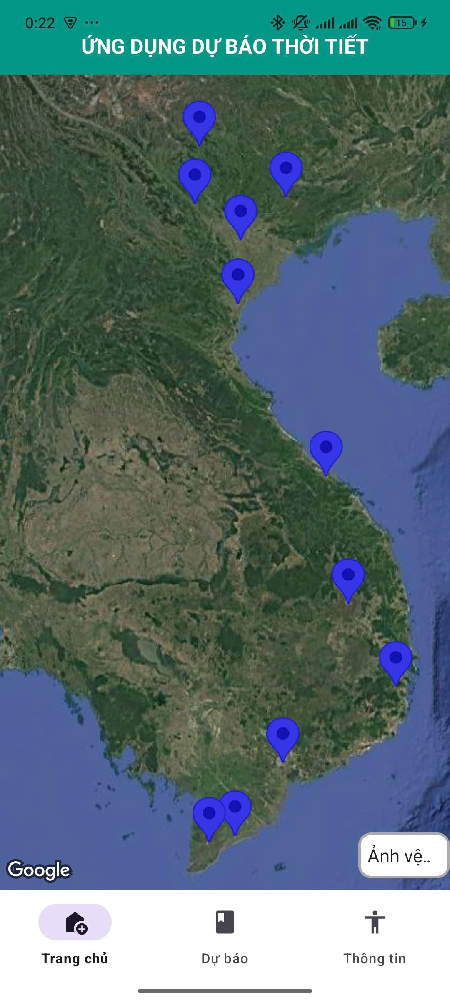 0:22
15
ỨNG DỤNG DỰ BÁO THỜI TIẾT
Ảnh vệ..
Google
Trang chủ
Dự báo
Thông tin